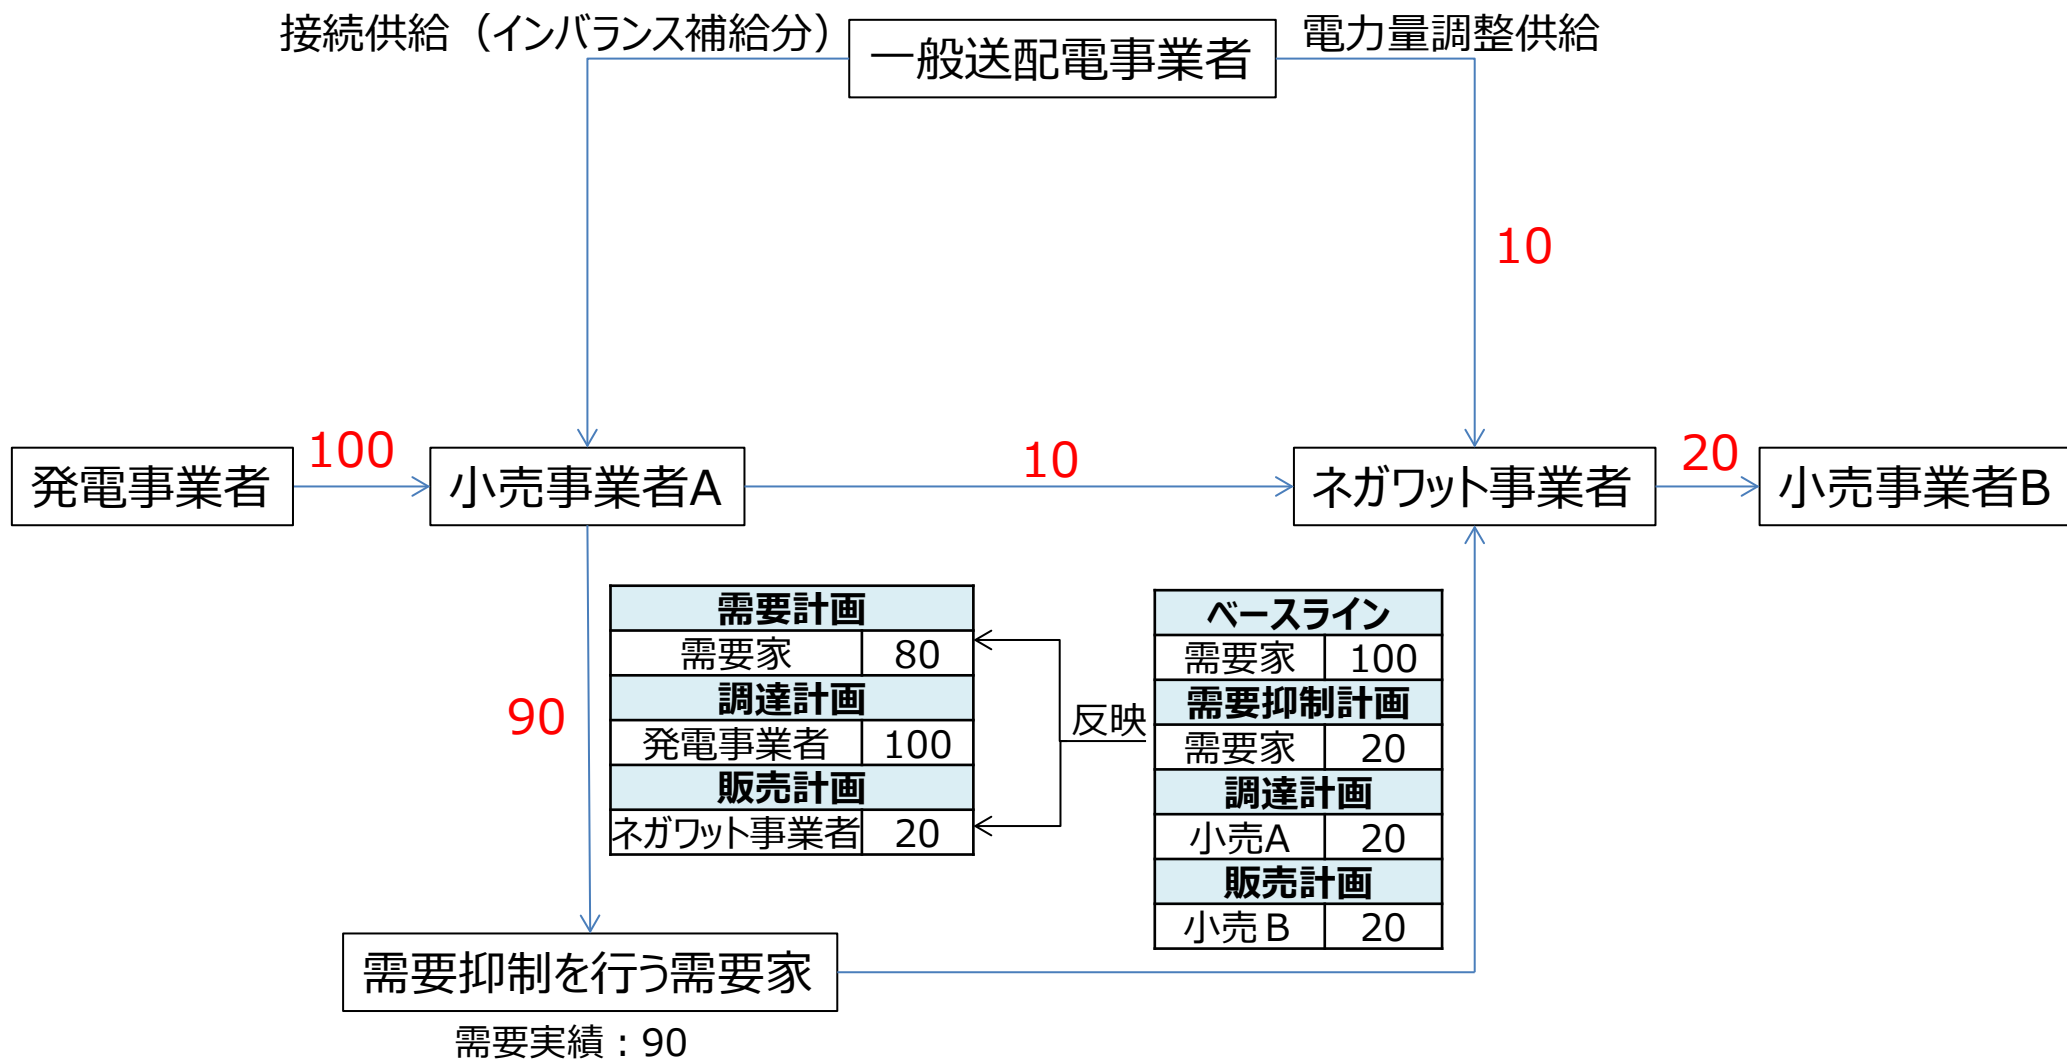 接続供給（インバランス補給分）
一般送配電事業者
電力量調整供給
10
発電事業者
100
小売事業者A
10
ネガワット事業者
20
小売事業者B
90
需要計画
需要家 80
調達計画
発電事業者 100
販売計画
ネガワット事業者 20
反映
ベースライン
需要家 100
需要抑制計画
需要家 20
調達計画
小売A 20
販売計画
小売Ｂ 20
需要抑制を行う需要家
需要実績：90